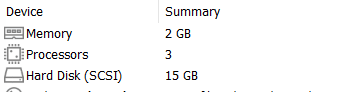 Device Summary
Memory 2 GB
Processors 3
Hard Disk (SCSI) 15 GB